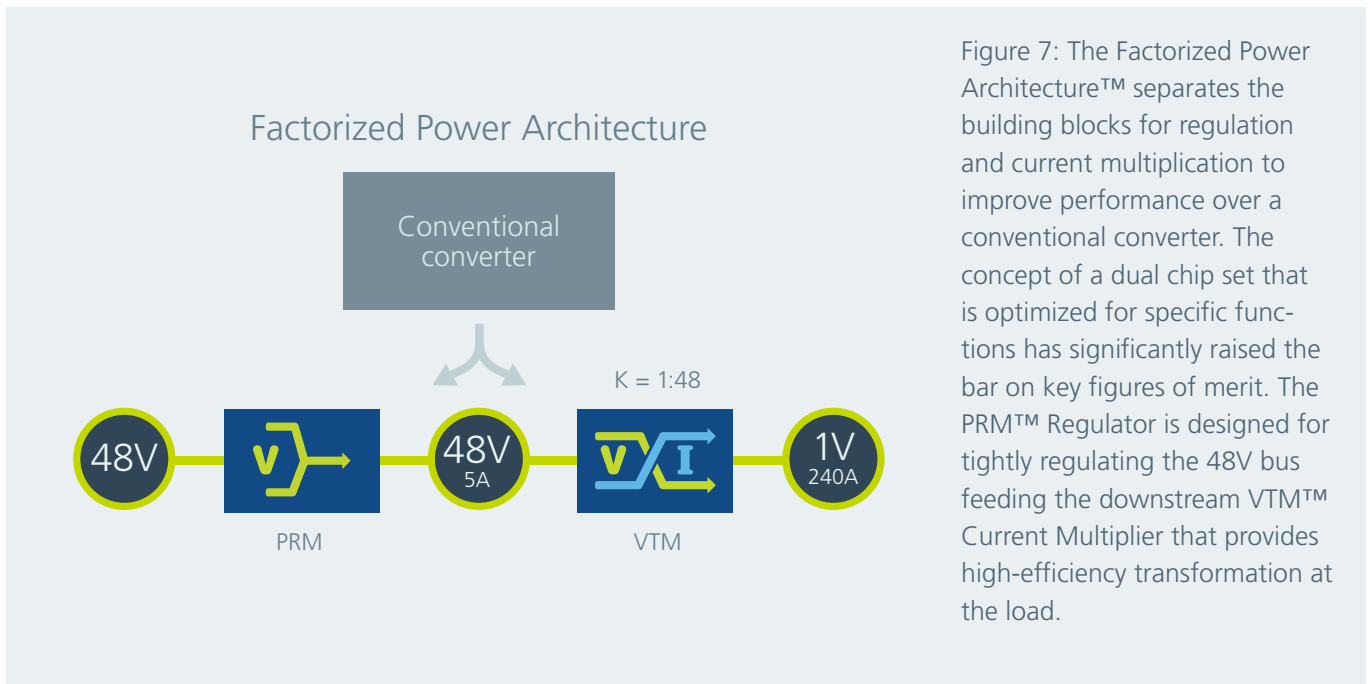 Factorized Power Architecture
Conventional
converter
K = 1:48
48V
V
48V
5A
V I
1V
240A
PRM
VTM
Figure 7: The Factorized Power
Architecture™ separates the
building blocks for regulation
and current multiplication to
improve performance over a
conventional converter. The
concept of a dual chip set that
is optimized for specific func-
tions has significantly raised the
bar on key figures of merit. The
PRM™ Regulator is designed for
tightly regulating the 48V bus
feeding the downstream VTM™
Current Multiplier that provides
high-efficiency transformation at
the load.